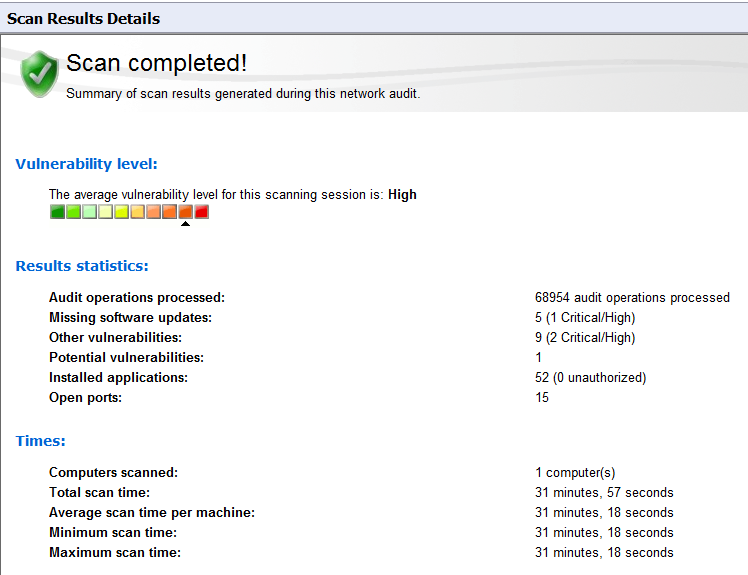 Scan Results Details
Scan completed!
Summary of scan results generated during this network audit.
Vulnerability level:
The average vulnerability level for this scanning session is: High
Results statistics:
Audit operations processed: 68954 audit operations processed
Missing software updates: 5 (1 Critical/High)
Other vulnerabilities: 9 (2 Critical/High)
Potential vulnerabilities: 1
Installed applications: 52 (0 unauthorized)
Open ports: 15
Times:
Computers scanned: 1 computer(s)
Total scan time: 31 minutes, 57 seconds
Average scan time per machine: 31 minutes, 18 seconds
Minimum scan time: 31 minutes, 18 seconds
Maximum scan time: 31 minutes, 18 seconds